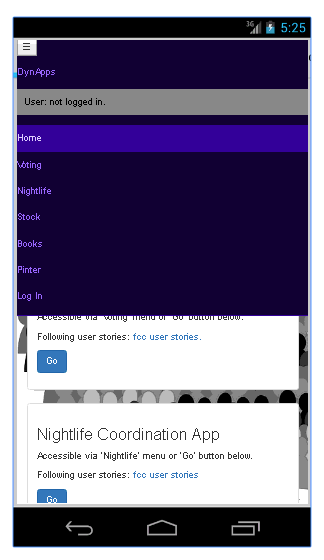 3G 5:25
☰
DynApps
User: not logged in.
Home
Voting
Nightlife
Stock
Books
Pinter
Log In
Accessible via 'Voting' menu or 'Go' button below.
Following user stories: fcc user stories.
Go
Nightlife Coordination App
Accessible via 'Nightlife' menu or 'Go' button below.
Following user stories: fcc user stories
Go